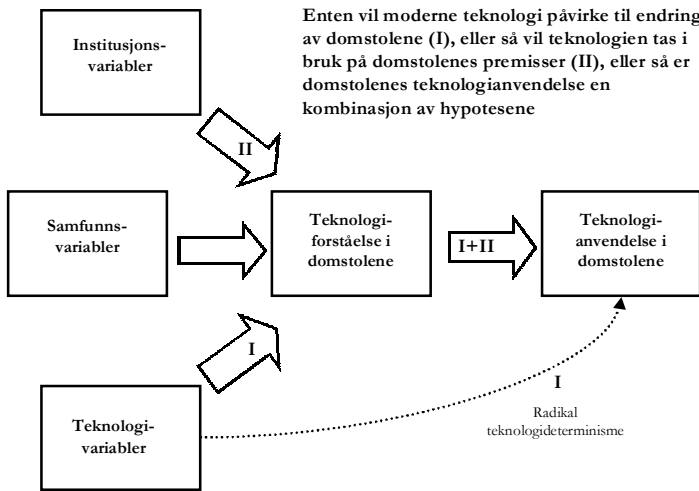 Enten vil moderne teknologi påvirke til endring
av domstolene (I), eller så vil teknologien tas i
bruk på domstolenes premisser (II), eller så er
domstolenes teknologianvendelse en
kombinasjon av hypotesene
Institusjons-
variabler
II
Samfunns-
variabler
Teknologi-
forståelse i
domstolene
I+II
Teknologi-
anvendelse i
domstolene
I
Teknologi-
variabler
I
Radikal
teknologideterminisme